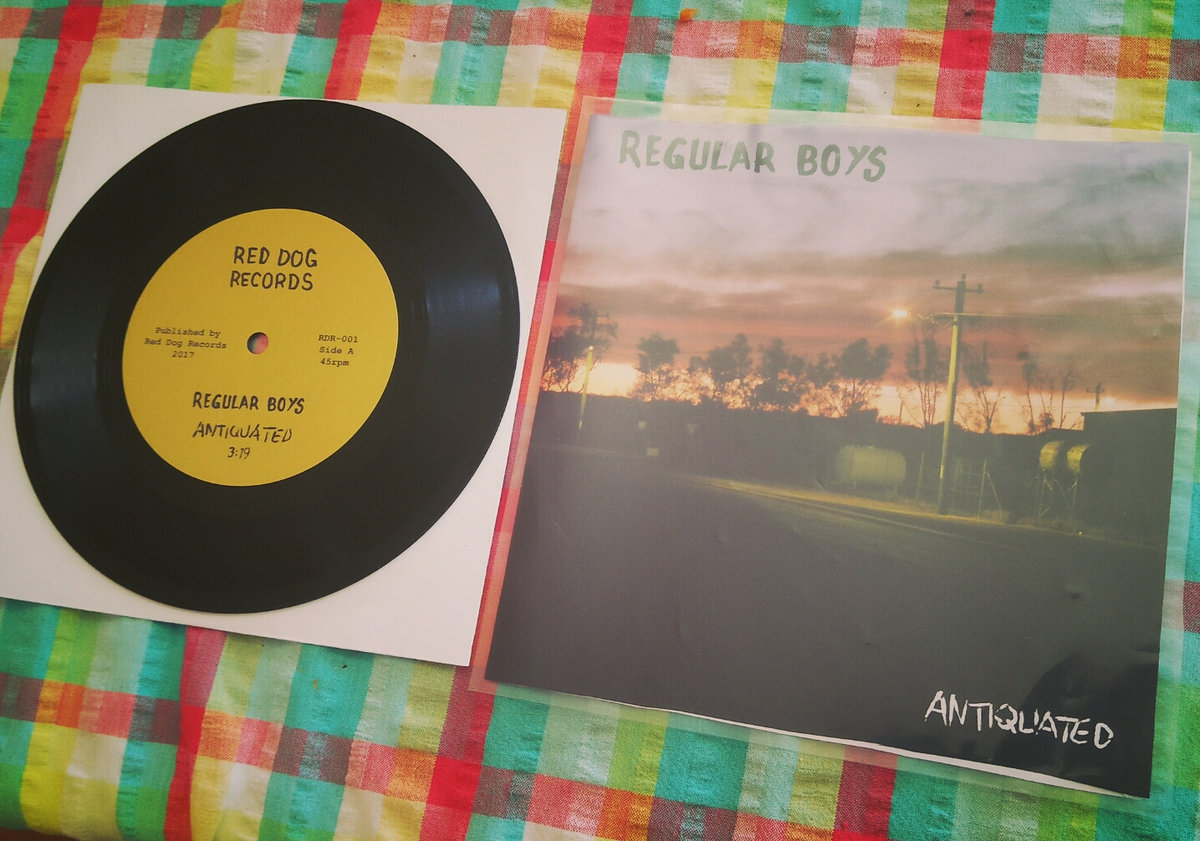 RED DOG
RECORDS
Published by
Red Dog Records
2017
RDR-001
Side A
45rpm
REGULAR BOYS
ANTIQUATED
3:19
REGULAR BOYS
ANTIQUATED